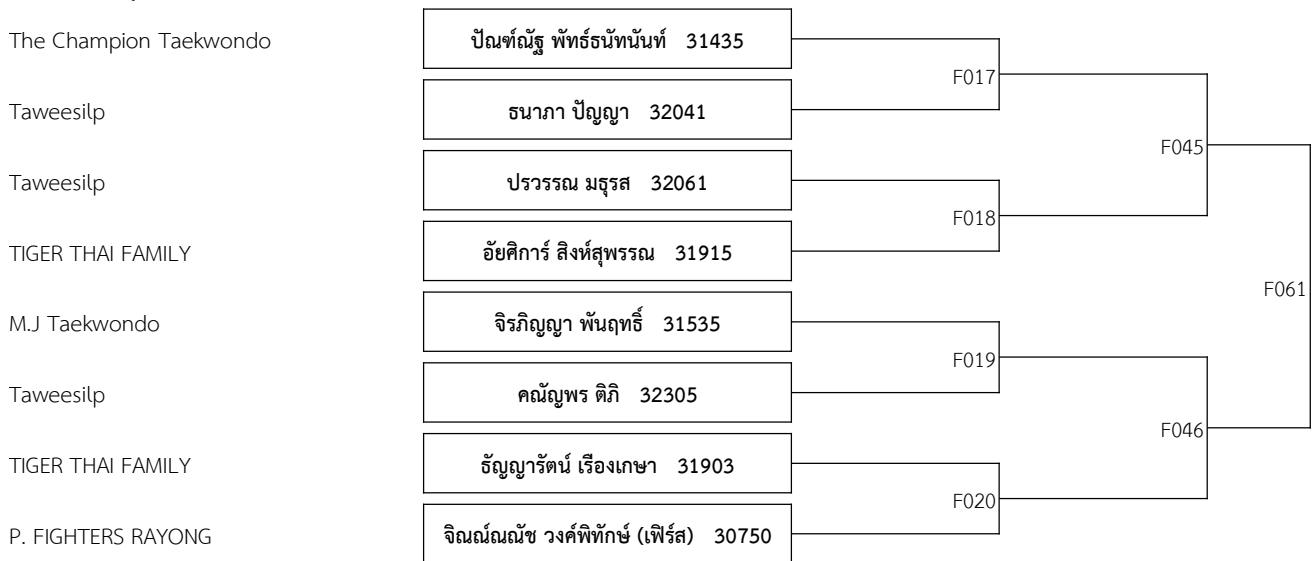 The Champion Taekwondo ปัณฑ์ณัฐ พัทธ์ธนัทนันท์ 31435
F017
Taweesilp ธนาภา ปัญญา 32041
F045
Taweesilp ปรวรรณ มธุรส 32061
F018
TIGER THAI FAMILY อัยศิการ์ สิงห์สุพรรณ 31915
F061
M.J Taekwondo จิรภิญญา พันฤทธิ์ 31535
F019
Taweesilp คณัญพร ติภิ 32305
F046
TIGER THAI FAMILY ธัญญารัตน์ เรืองเกษา 31903
F020
P. FIGHTERS RAYONG จิณณ์ณณัช วงค์พิทักษ์ (เฟิร์ส) 30750